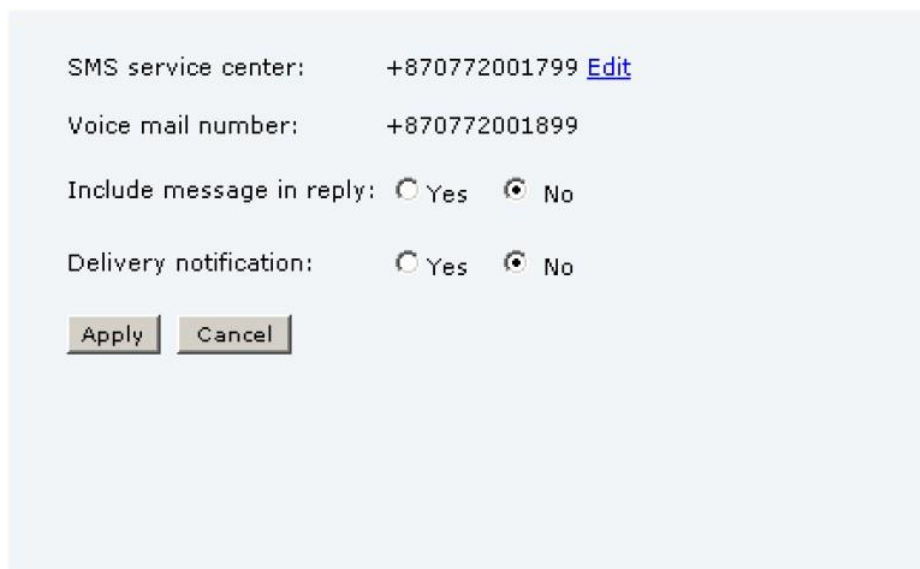 SMS service center: +870772001799 Edit
Voice mail number: +870772001899
Include message in reply: Yes No
Delivery notification: Yes No
Apply Cancel